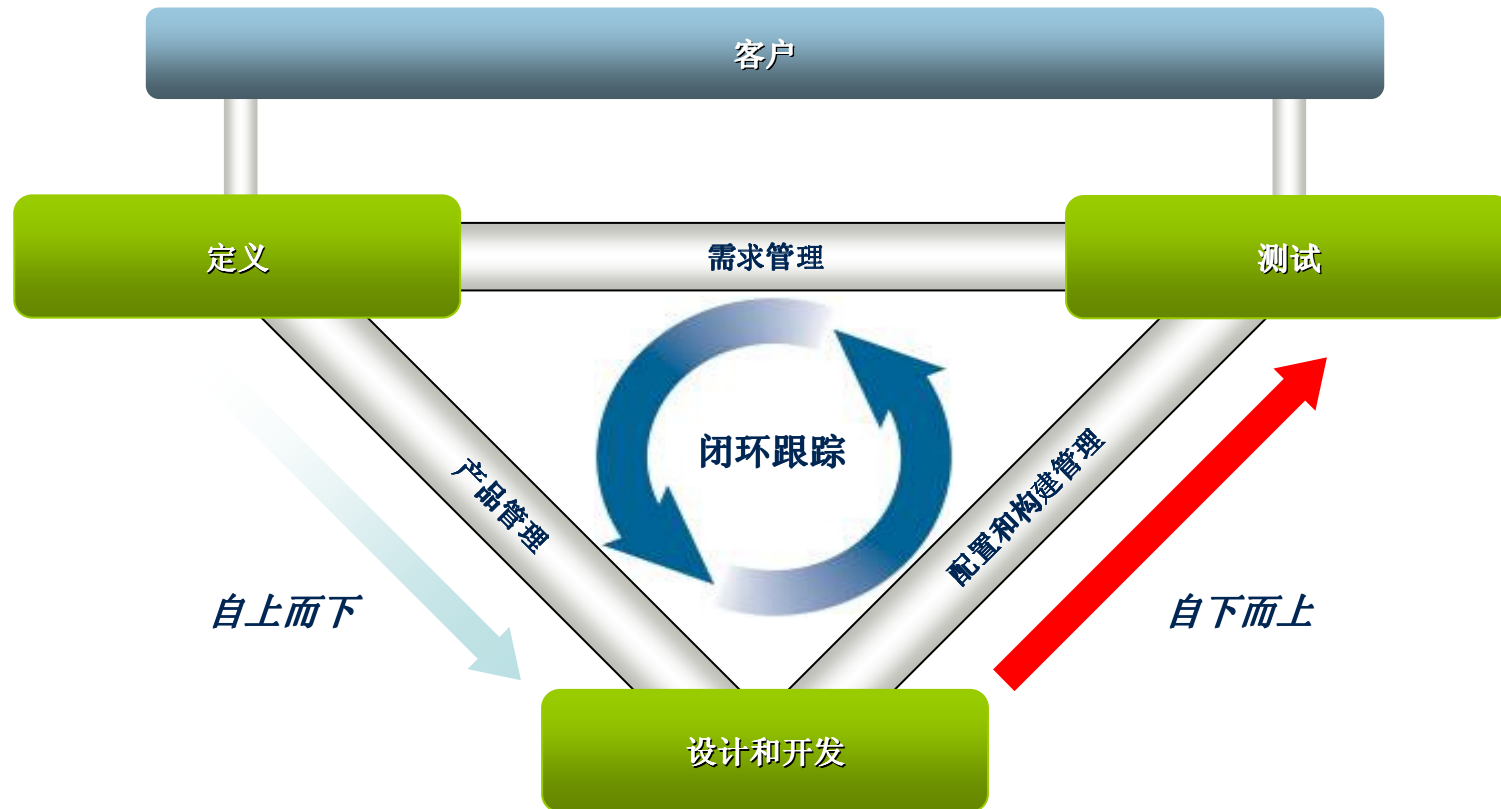 客户
定义
需求管理
测试
闭环跟踪
产品管理
配置和构建管理
自上而下
自下而上
设计和开发